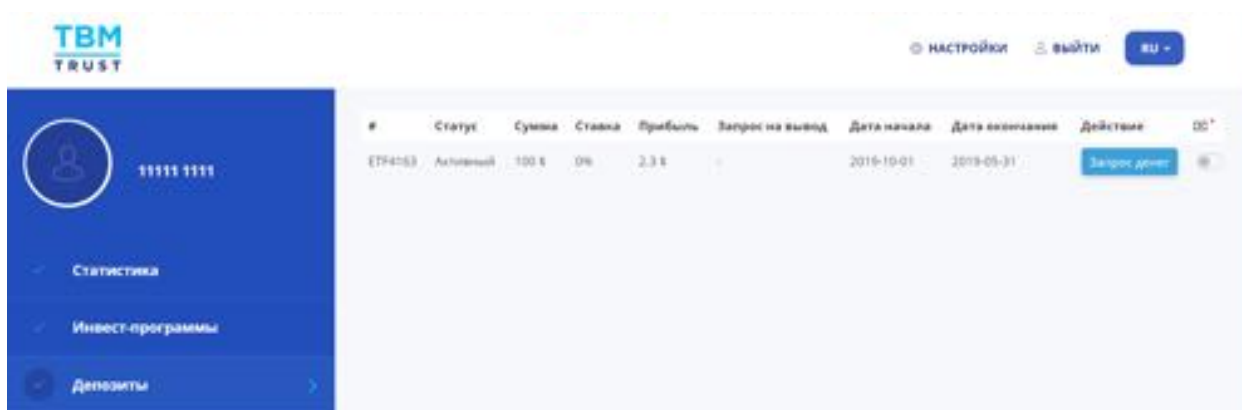 TBM
TRUST
НАСТРОЙКИ ВЫЙТИ RU
# Статус Сумма Ставка Прибыль Запрос на вывод Дата начала Дата окончания Действие
ETF4163 Активный 100 $ 0% 2.3 $ - 2019-10-01 2019-05-31 Запрос денег
11111 1111
Статистика
Инвест-программы
Депозиты